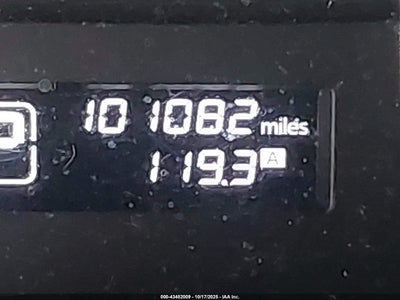 101082 miles
119.3 A
000-43402009 - 10/17/2025 - IAA Inc.